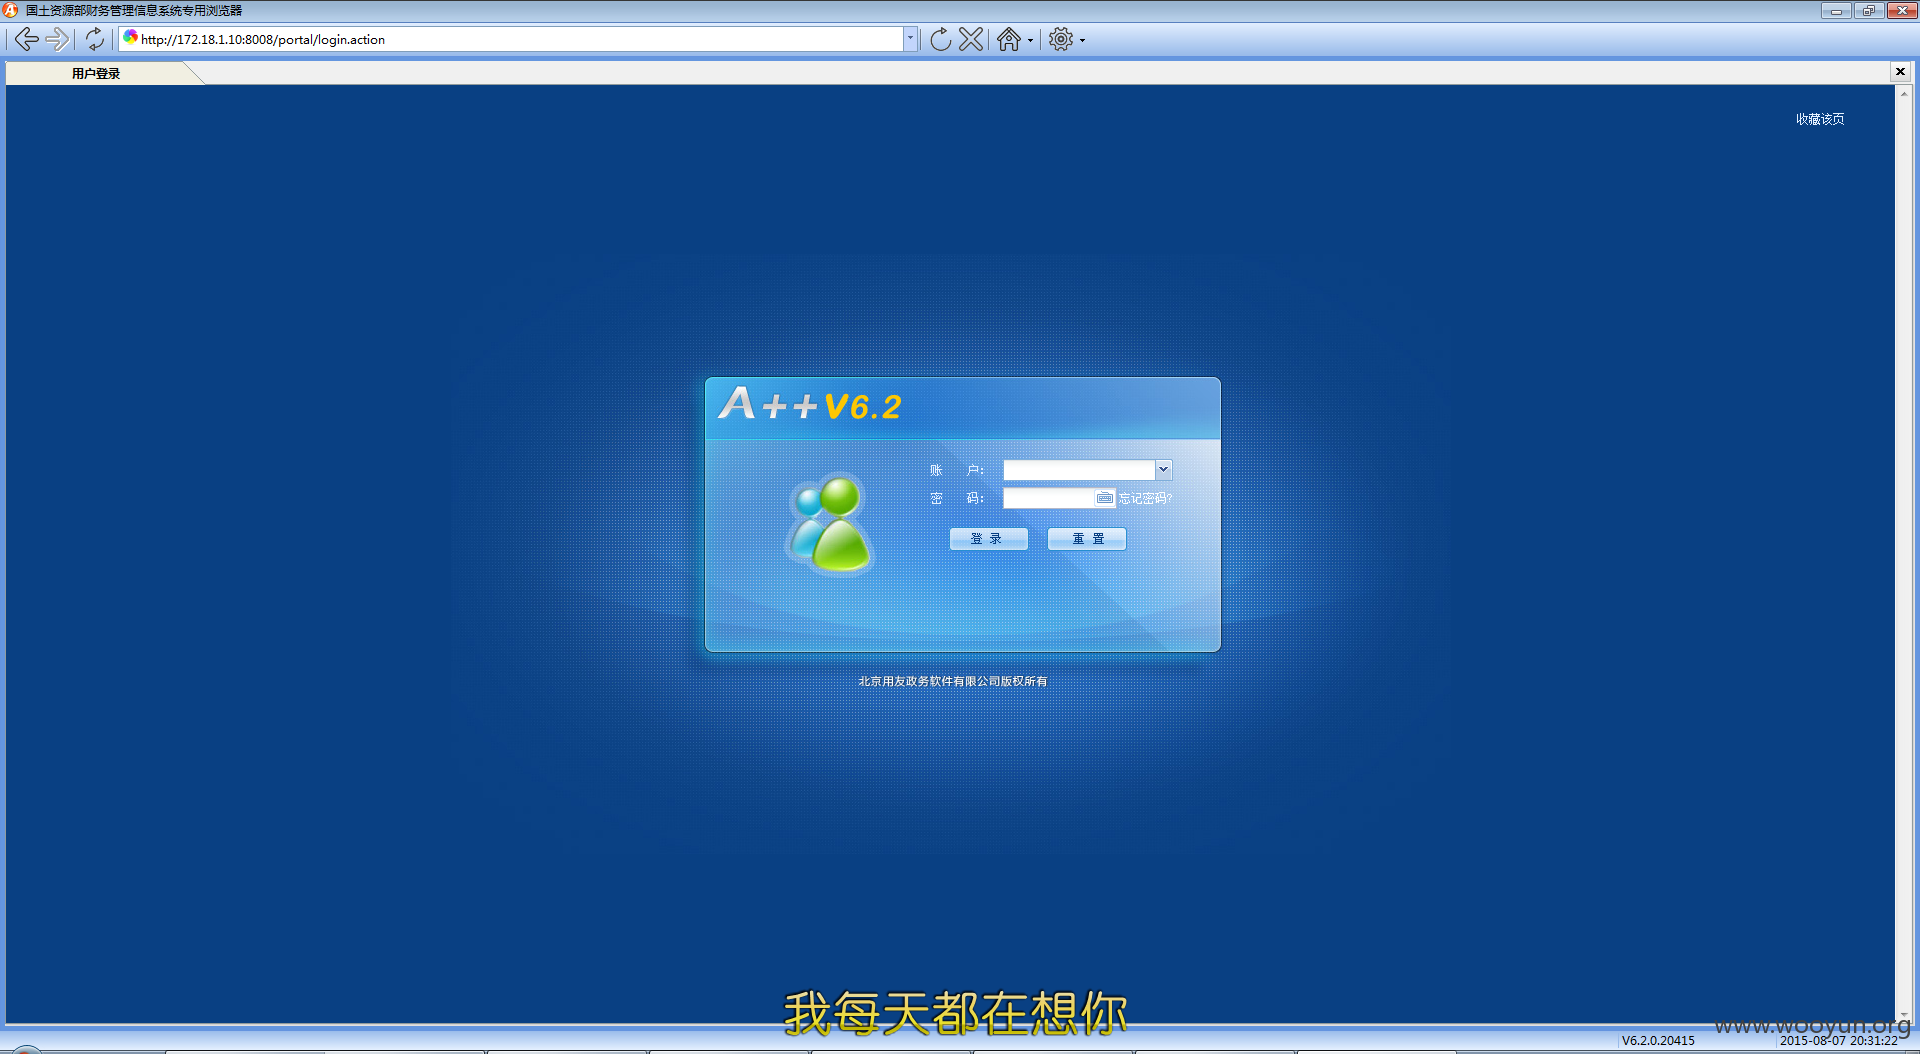 国土资源部财务管理信息系统专用浏览器
http://172.18.1.10:8008/portal/login.action
用户登录
收藏该页
A++V6.2
账 户:
密 码:
忘记密码?
登 录
重 置
北京用友政务软件有限公司版权所有
我每天都在想你
www.wooyun.org
V6.2.0.20415
2015-08-07 20:31:22